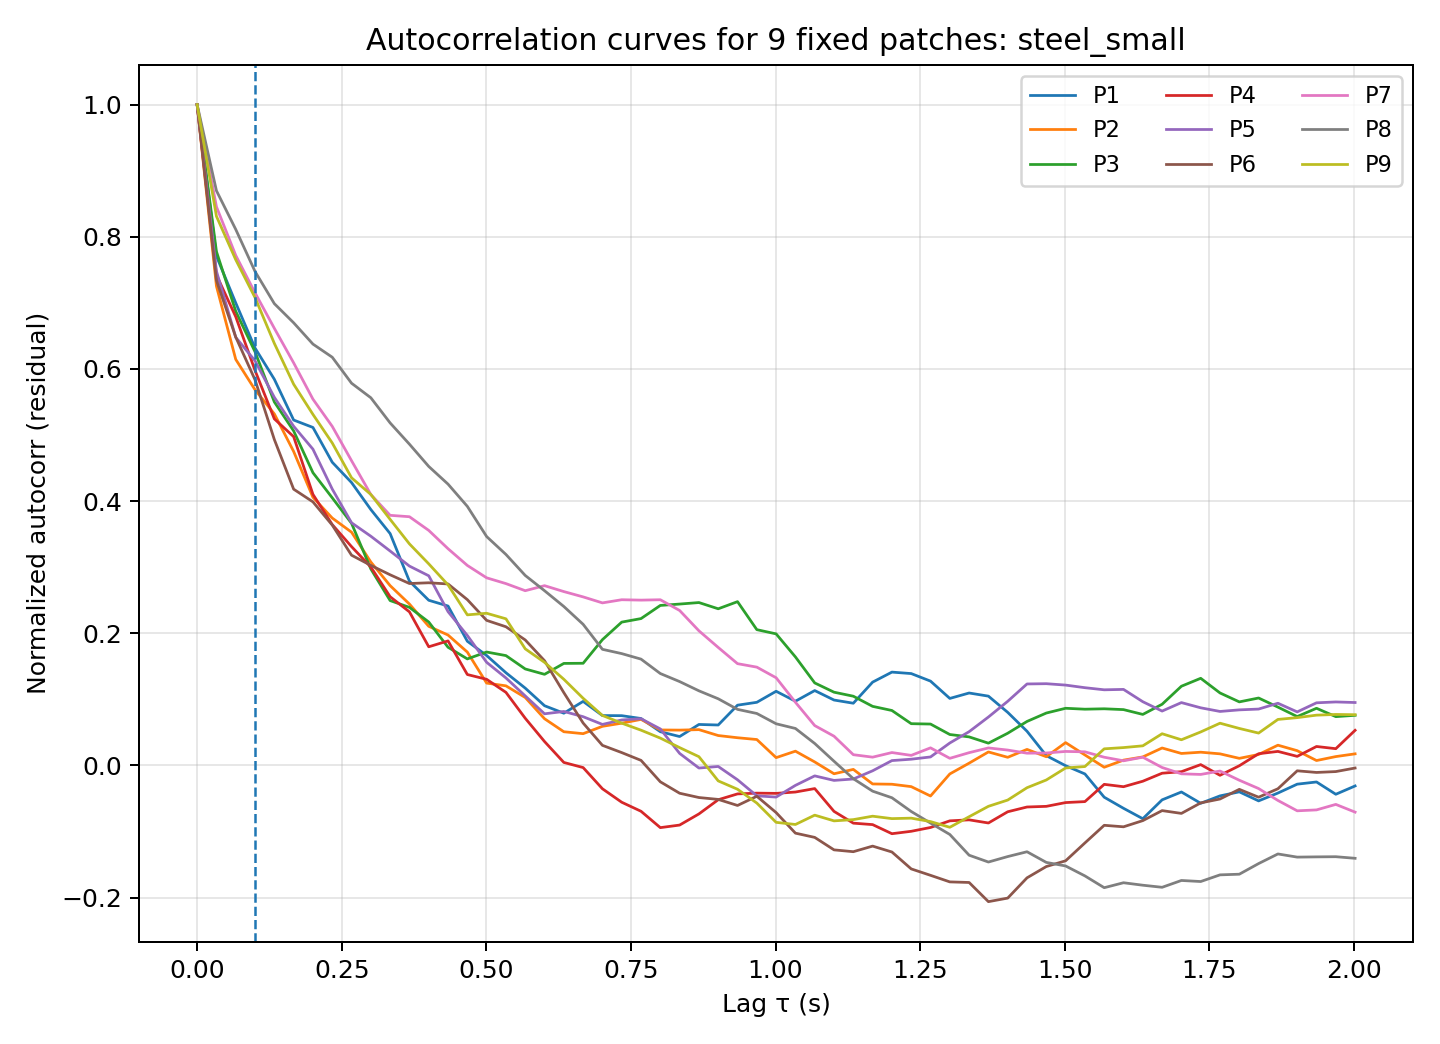 Autocorrelation curves for 9 fixed patches: steel_small
Normalized autocorr (residual)
1.0
0.8
0.6
0.4
0.2
0.0
−0.2
P1 P4 P7
P2 P5 P8
P3 P6 P9
0.00 0.25 0.50 0.75 1.00 1.25 1.50 1.75 2.00
Lag τ (s)